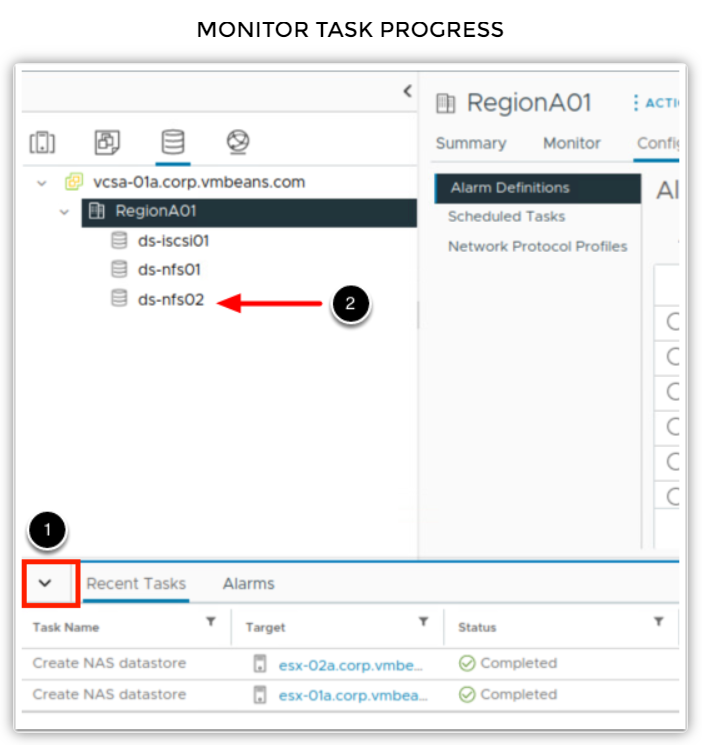 MONITOR TASK PROGRESS
RegionA01
ACTI
Summary Monitor Config
vcsa-01a.corp.vmbeans.com
Alarm Definitions
Al
RegionA01
Scheduled Tasks
ds-iscsi01
Network Protocol Profiles
ds-nfs01
ds-nfs02
2
1
Recent Tasks Alarms
Task Name Target Status
Create NAS datastore esx-02a.corp.vmbe... Completed
Create NAS datastore esx-01a.corp.vmbea... Completed